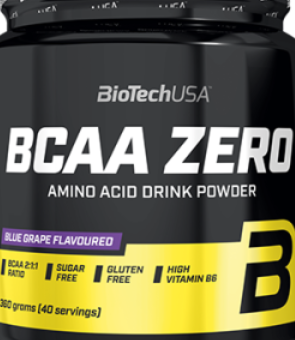 BioTechUSA
BCAA ZERO
AMINO ACID DRINK POWDER
BLUE GRAPE FLAVOURED
BCAA 2:1:1 RATIO
SUGAR FREE
GLUTEN FREE
HIGH VITAMIN B6
360 grams (40 servings)
B